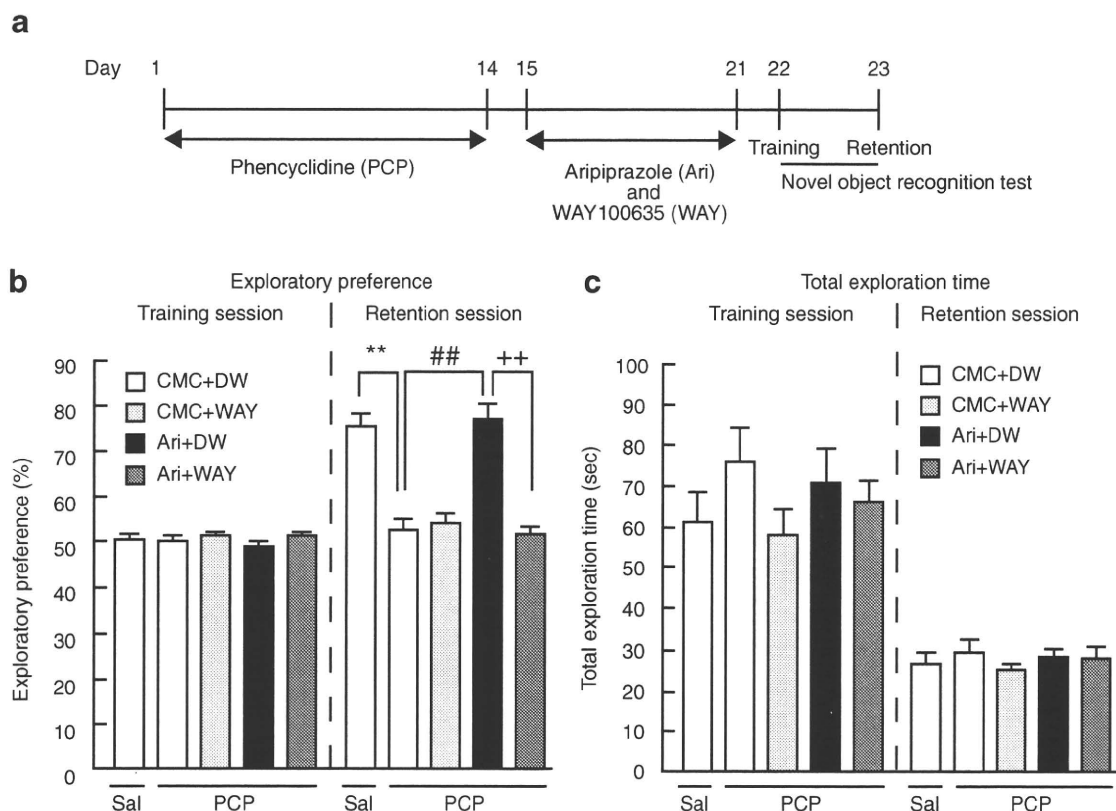 a
Day 1 14 15 21 22 23
Training Retention
Phencyclidine (PCP)
Aripiprazole (Ari)
and
WAY100635 (WAY)
Novel object recognition test
b
Exploratory preference
Training session Retention session
Exploratory preference (%)
90
80
70
60
50
40
30
20
10
0
CMC+DW
CMC+WAY
Ari+DW
Ari+WAY
** ## ++
Sal PCP Sal PCP
c
Total exploration time
Training session Retention session
Total exploration time (sec)
100
90
80
70
60
50
40
30
20
10
0
CMC+DW
CMC+WAY
Ari+DW
Ari+WAY
Sal PCP Sal PCP